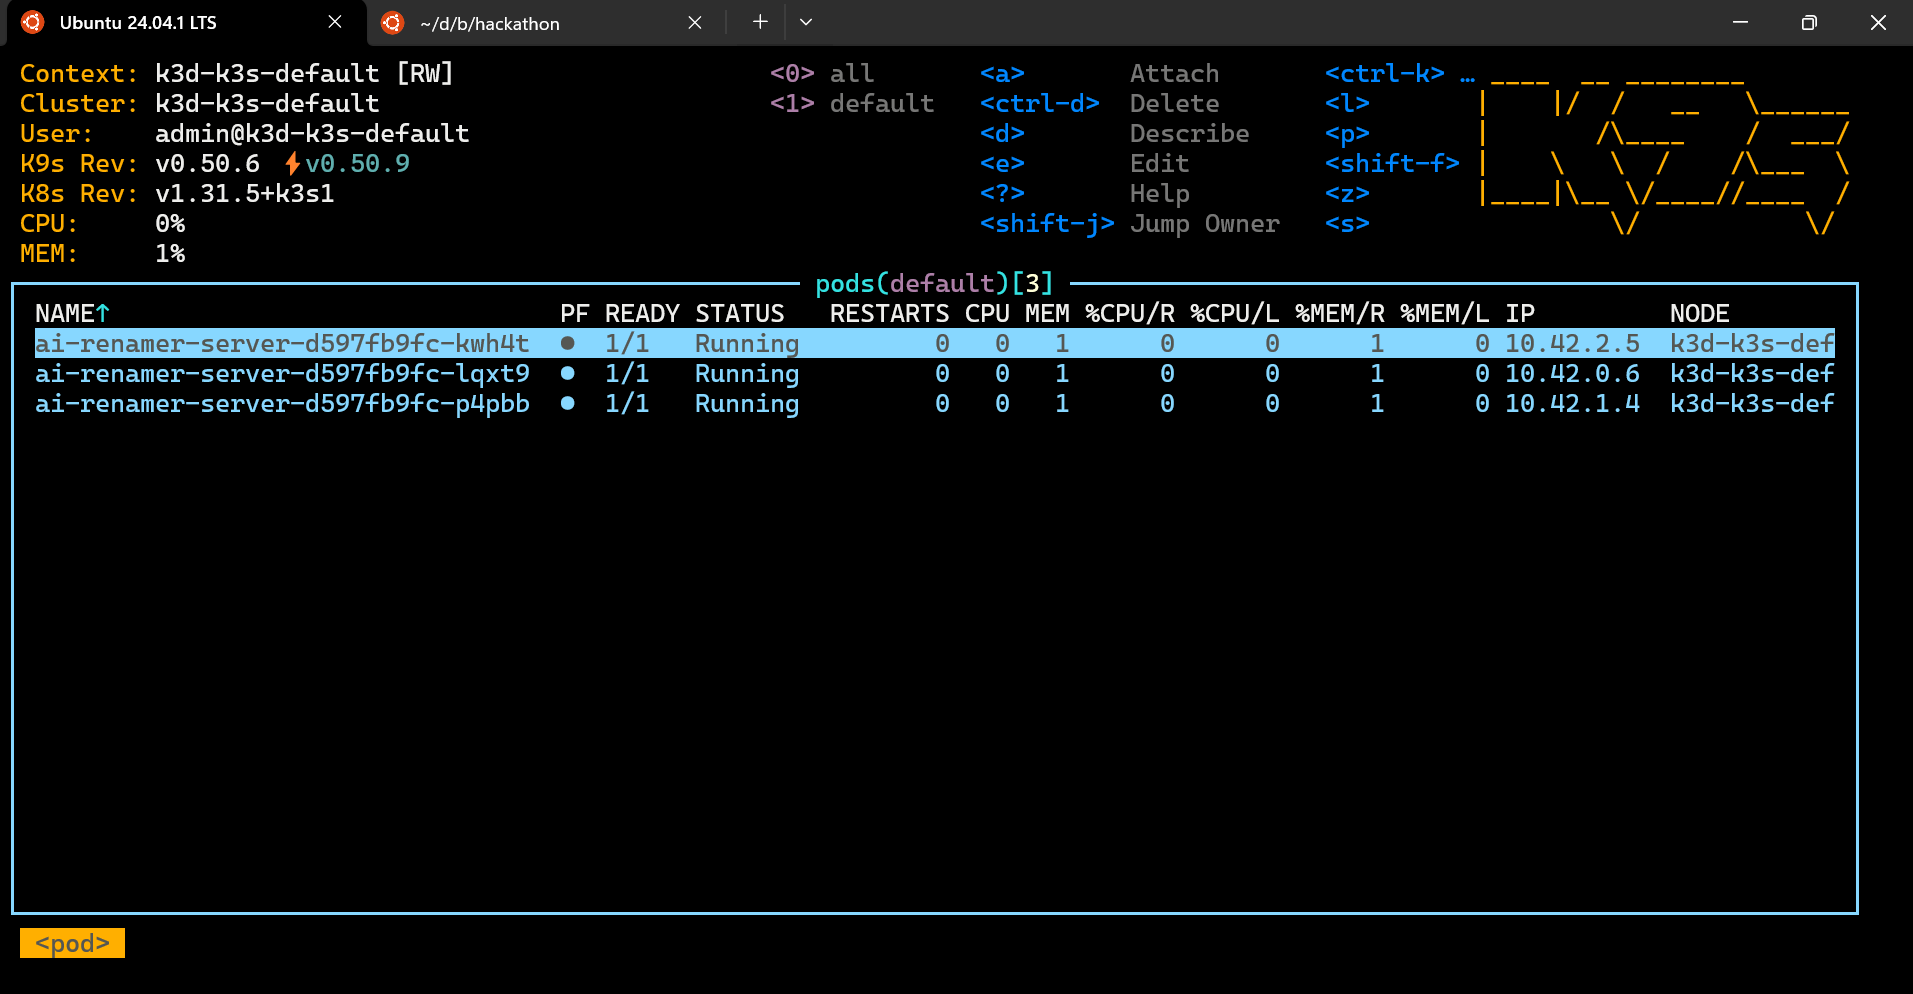 Ubuntu 24.04.1 LTS ~/d/b/hackathon
Context: k3d-k3s-default [RW] <0> all <a> Attach <ctrl-k> …
Cluster: k3d-k3s-default <1> default <ctrl-d> Delete <l>
User: admin@k3d-k3s-default <d> Describe <p>
K9s Rev: v0.50.6 ⚡v0.50.9 <e> Edit <shift-f>
K8s Rev: v1.31.5+k3s1 <?> Help <z>
CPU: 0% <shift-j> Jump Owner <s>
MEM: 1%
pods(default)[3]
NAME↑ PF READY STATUS RESTARTS CPU MEM %CPU/R %CPU/L %MEM/R %MEM/L IP NODE
ai-renamer-server-d597fb9fc-kwh4t ● 1/1 Running 0 0 1 0 0 1 0 10.42.2.5 k3d-k3s-def
ai-renamer-server-d597fb9fc-lqxt9 ● 1/1 Running 0 0 1 0 0 1 0 10.42.0.6 k3d-k3s-def
ai-renamer-server-d597fb9fc-p4pbb ● 1/1 Running 0 0 1 0 0 1 0 10.42.1.4 k3d-k3s-def
<pod>